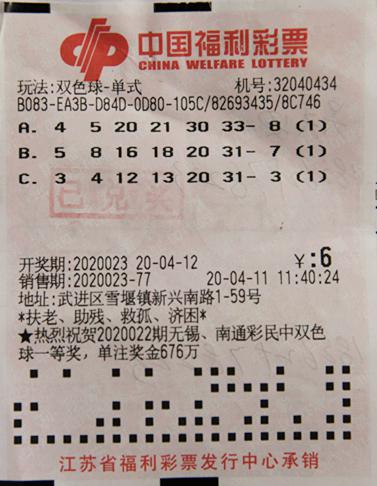 中国福利彩票
CHINA WELFARE LOTTERY
玩法:双色球-单式 机号:32040434
B083-EA3B-D84D-0D80-105C/82693435/8C746
A. 4 5 20 21 30 33- 8 (1)
B. 5 8 16 18 20 31- 7 (1)
C. 3 4 12 13 20 31- 3 (1)
已兑奖
开奖期:2020023 20-04-12 ¥:6
销售期:2020023-77 20-04-11 11:40:24
地址:武进区雪堰镇新兴南路1-59号
*扶老、助残、救孤、济困*
★热烈祝贺2020022期无锡、南通彩民中双色
球一等奖，单注奖金676万
江苏省福利彩票发行中心承销